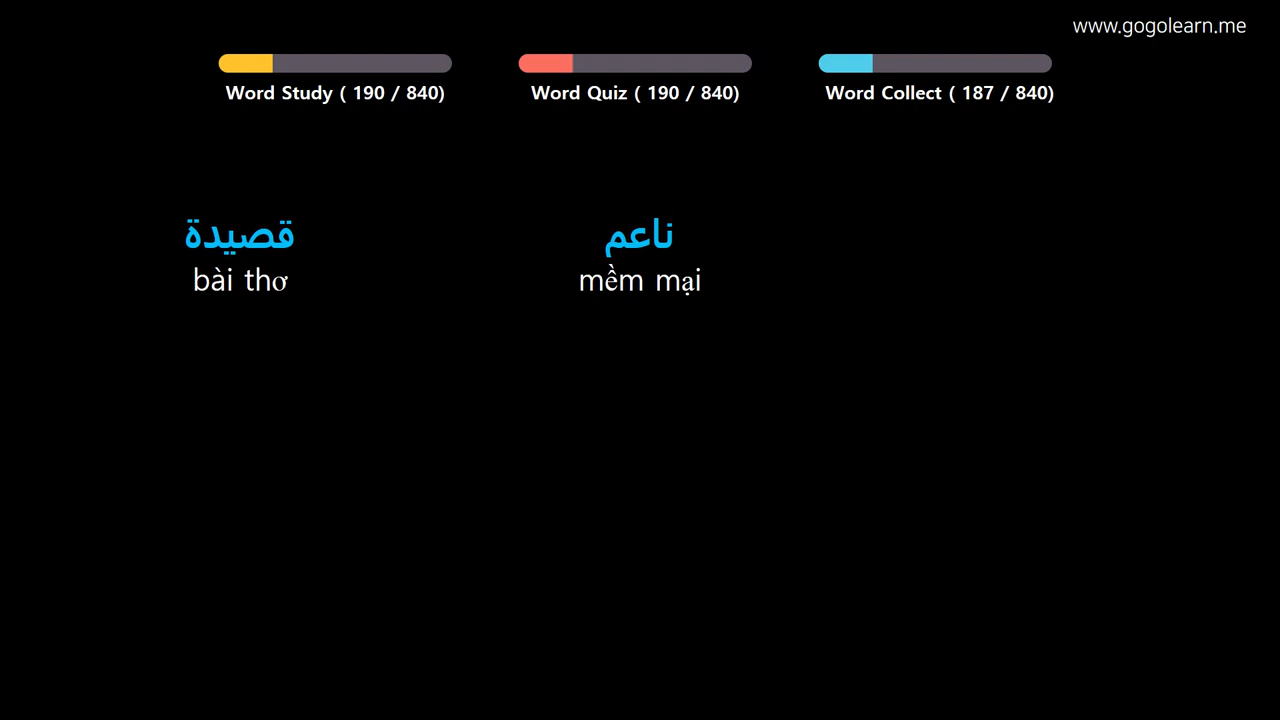 www.gogolearn.me
Word Study ( 190 / 840)
Word Quiz ( 190 / 840)
Word Collect ( 187 / 840)
قصيدة
bài thơ
ناعم
mềm mại